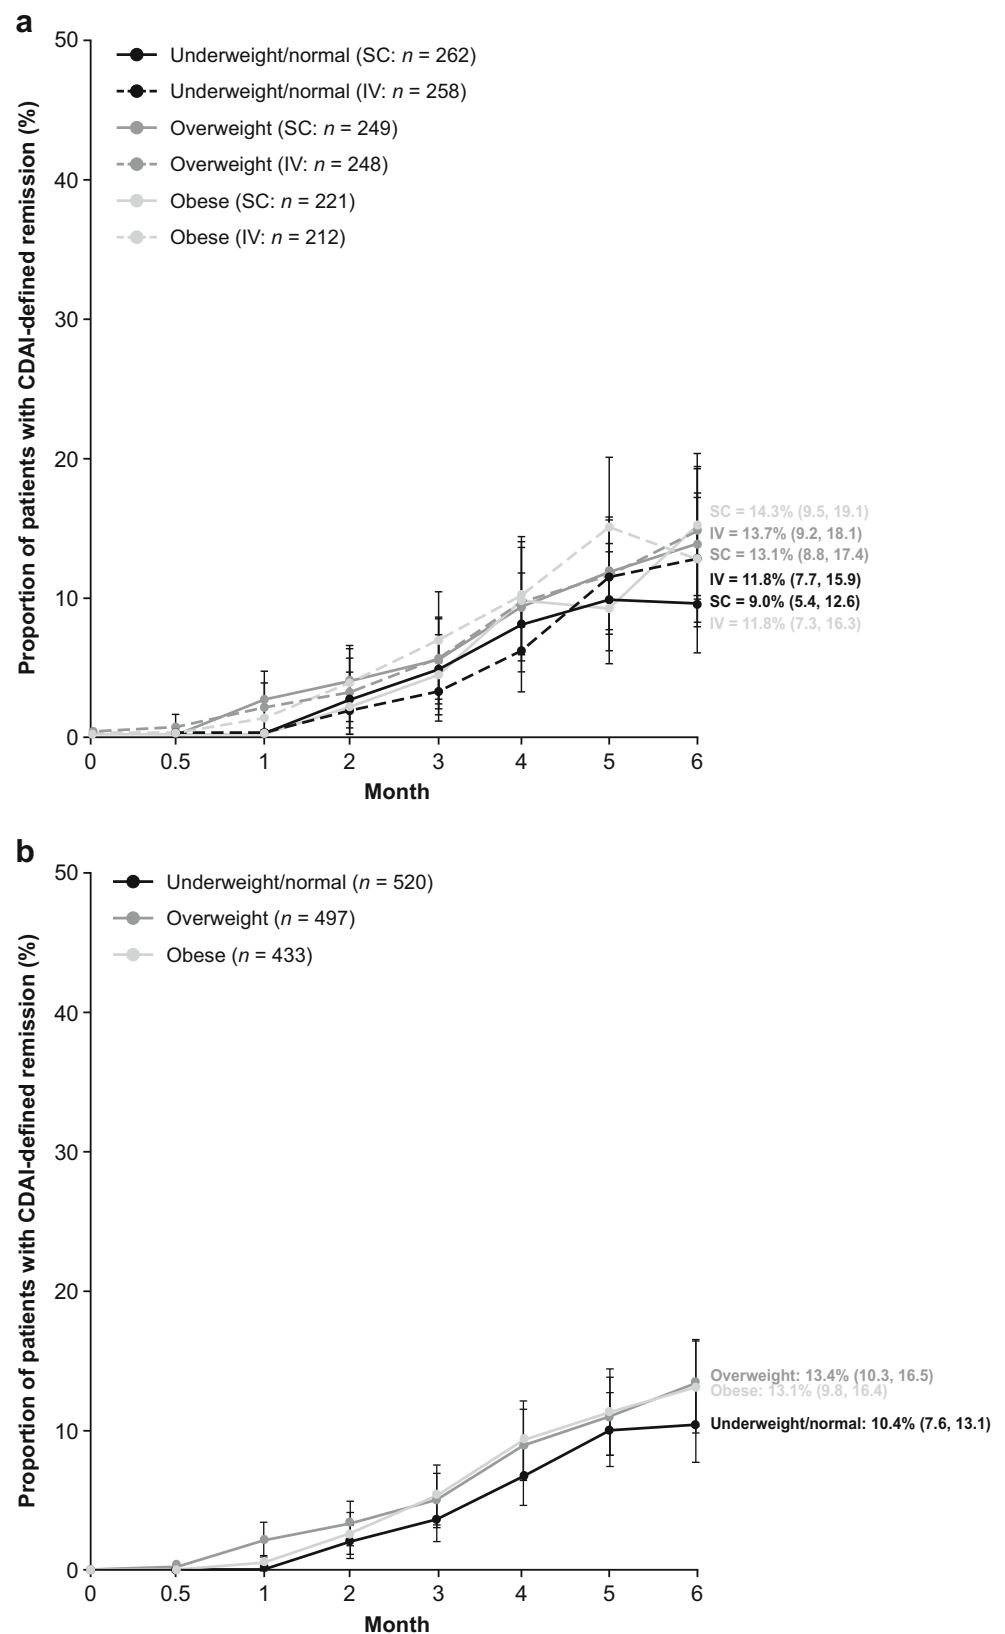 a
Proportion of patients with CDAI-defined remission (%)
50
40
30
20
10
0
Underweight/normal (SC: n = 262)
Underweight/normal (IV: n = 258)
Overweight (SC: n = 249)
Overweight (IV: n = 248)
Obese (SC: n = 221)
Obese (IV: n = 212)
SC = 14.3% (9.5, 19.1)
IV = 13.7% (9.2, 18.1)
SC = 13.1% (8.8, 17.4)
IV = 11.8% (7.7, 15.9)
SC = 9.0% (5.4, 12.6)
IV = 11.8% (7.3, 16.3)
0 0.5 1 2 3 4 5 6
Month
b
Proportion of patients with CDAI-defined remission (%)
50
40
30
20
10
0
Underweight/normal (n = 520)
Overweight (n = 497)
Obese (n = 433)
Overweight: 13.4% (10.3, 16.5)
Obese: 13.1% (9.8, 16.4)
Underweight/normal: 10.4% (7.6, 13.1)
0 0.5 1 2 3 4 5 6
Month